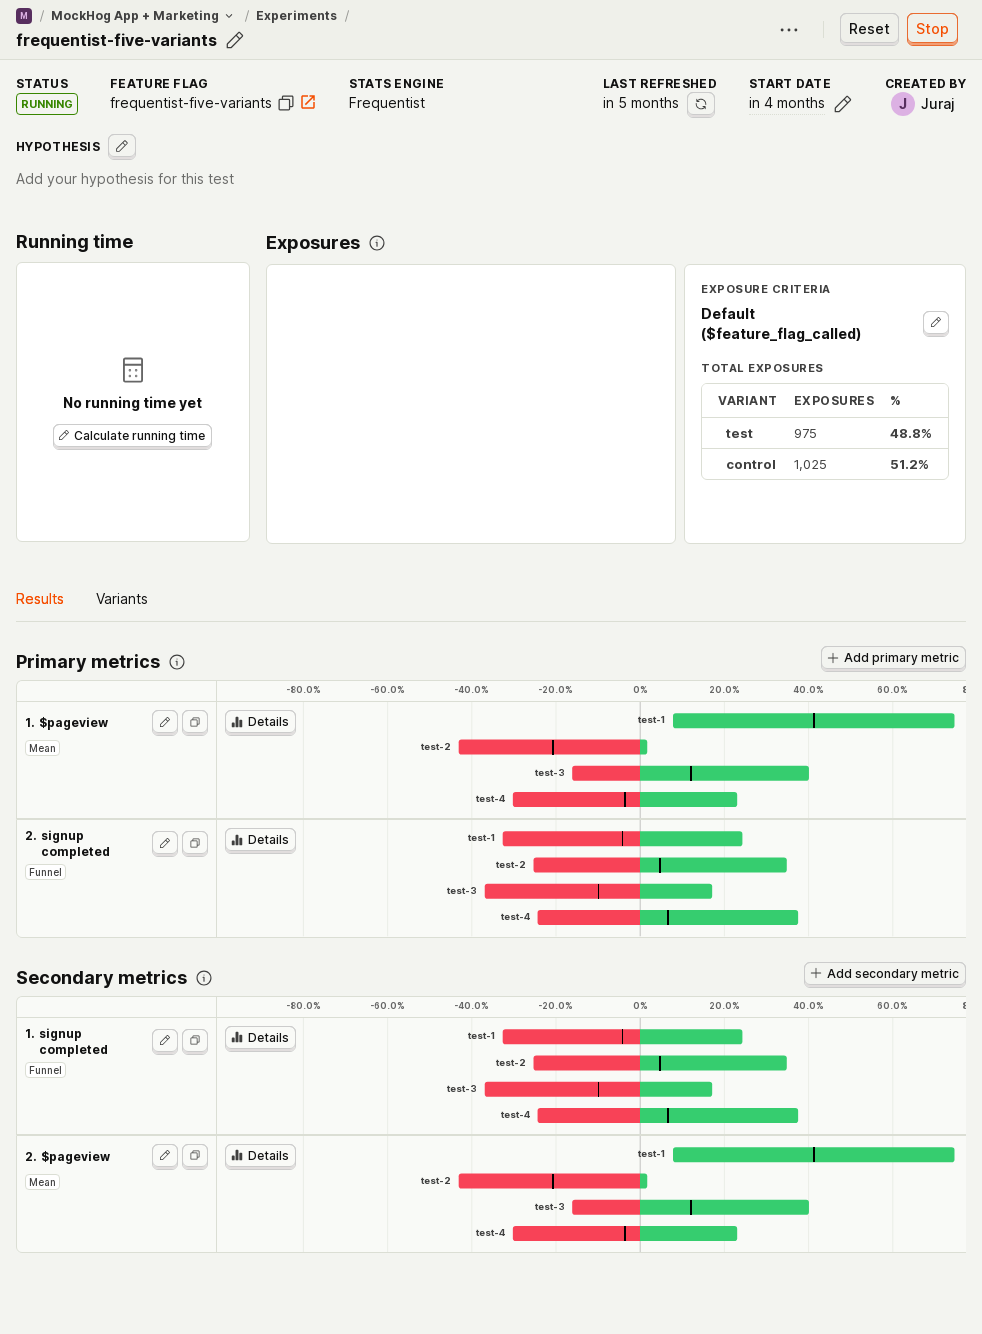 M / MockHog App + Marketing / Experiments /
frequentist-five-variants
Reset
Stop
STATUS
RUNNING
FEATURE FLAG
frequentist-five-variants
STATS ENGINE
Frequentist
LAST REFRESHED
in 5 months
START DATE
in 4 months
CREATED BY
J Juraj
HYPOTHESIS
Add your hypothesis for this test
Running time
No running time yet
Calculate running time
Exposures
EXPOSURE CRITERIA
Default
($feature_flag_called)
TOTAL EXPOSURES
VARIANT EXPOSURES %
test 975 48.8%
control 1,025 51.2%
Results Variants
Primary metrics
Add primary metric
-80.0% -60.0% -40.0% -20.0% 0% 20.0% 40.0% 60.0%
1. $pageview
Mean
Details
test-1
test-2
test-3
test-4
2. signup
completed
Funnel
Details
test-1
test-2
test-3
test-4
Secondary metrics
Add secondary metric
-80.0% -60.0% -40.0% -20.0% 0% 20.0% 40.0% 60.0%
1. signup
completed
Funnel
Details
test-1
test-2
test-3
test-4
2. $pageview
Mean
Details
test-1
test-2
test-3
test-4